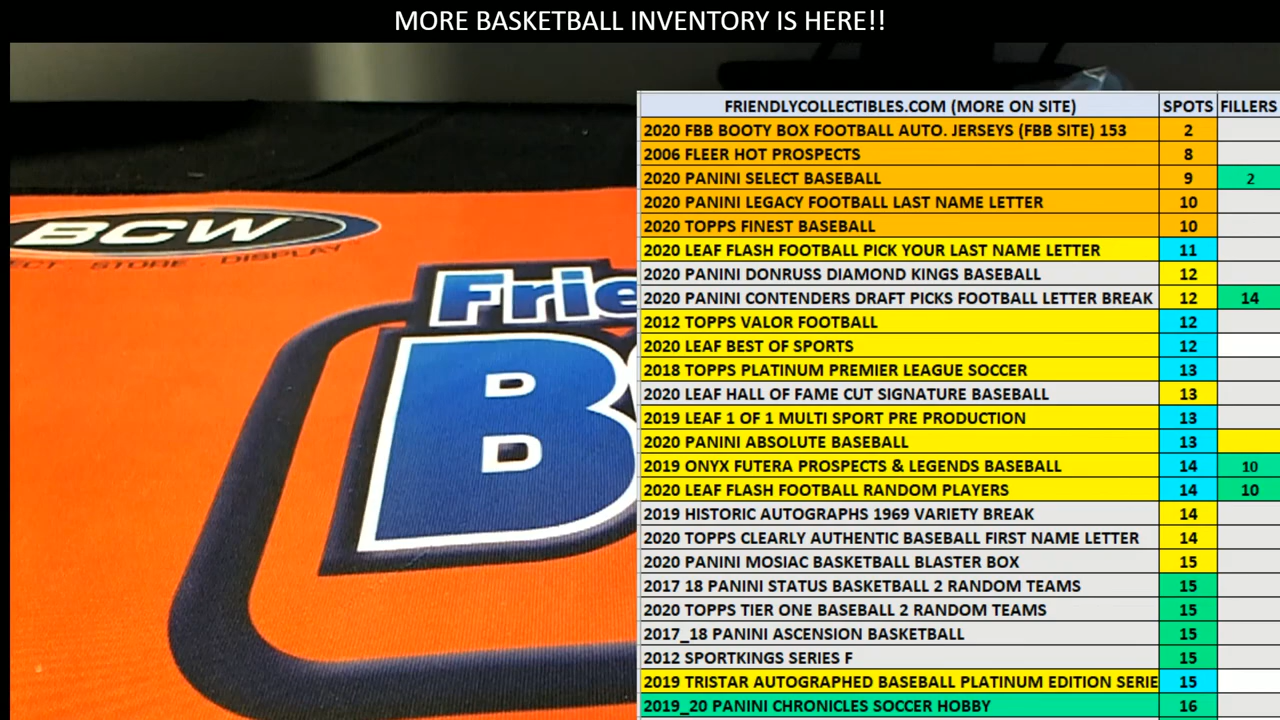 MORE BASKETBALL INVENTORY IS HERE!!
BCW
STORE · DISPLAY
Frie
FRIENDLYCOLLECTIBLES.COM (MORE ON SITE) SPOTS FILLERS
2020 FBB BOOTY BOX FOOTBALL AUTO. JERSEYS (FBB SITE) 153 2
2006 FLEER HOT PROSPECTS 8
2020 PANINI SELECT BASEBALL 9 2
2020 PANINI LEGACY FOOTBALL LAST NAME LETTER 10
2020 TOPPS FINEST BASEBALL 10
2020 LEAF FLASH FOOTBALL PICK YOUR LAST NAME LETTER 11
2020 PANINI DONRUSS DIAMOND KINGS BASEBALL 12
2020 PANINI CONTENDERS DRAFT PICKS FOOTBALL LETTER BREAK 12 14
2012 TOPPS VALOR FOOTBALL 12
2020 LEAF BEST OF SPORTS 12
2018 TOPPS PLATINUM PREMIER LEAGUE SOCCER 13
2020 LEAF HALL OF FAME CUT SIGNATURE BASEBALL 13
2019 LEAF 1 OF 1 MULTI SPORT PRE PRODUCTION 13
2020 PANINI ABSOLUTE BASEBALL 13
2019 ONYX FUTERA PROSPECTS & LEGENDS BASEBALL 14 10
2020 LEAF FLASH FOOTBALL RANDOM PLAYERS 14 10
2019 HISTORIC AUTOGRAPHS 1969 VARIETY BREAK 14
2020 TOPPS CLEARLY AUTHENTIC BASEBALL FIRST NAME LETTER 14
2020 PANINI MOSIAC BASKETBALL BLASTER BOX 15
2017 18 PANINI STATUS BASKETBALL 2 RANDOM TEAMS 15
2020 TOPPS TIER ONE BASEBALL 2 RANDOM TEAMS 15
2017_18 PANINI ASCENSION BASKETBALL 15
2012 SPORTKINGS SERIES F 15
2019 TRISTAR AUTOGRAPHED BASEBALL PLATINUM EDITION SERIE 15
2019_20 PANINI CHRONICLES SOCCER HOBBY 16